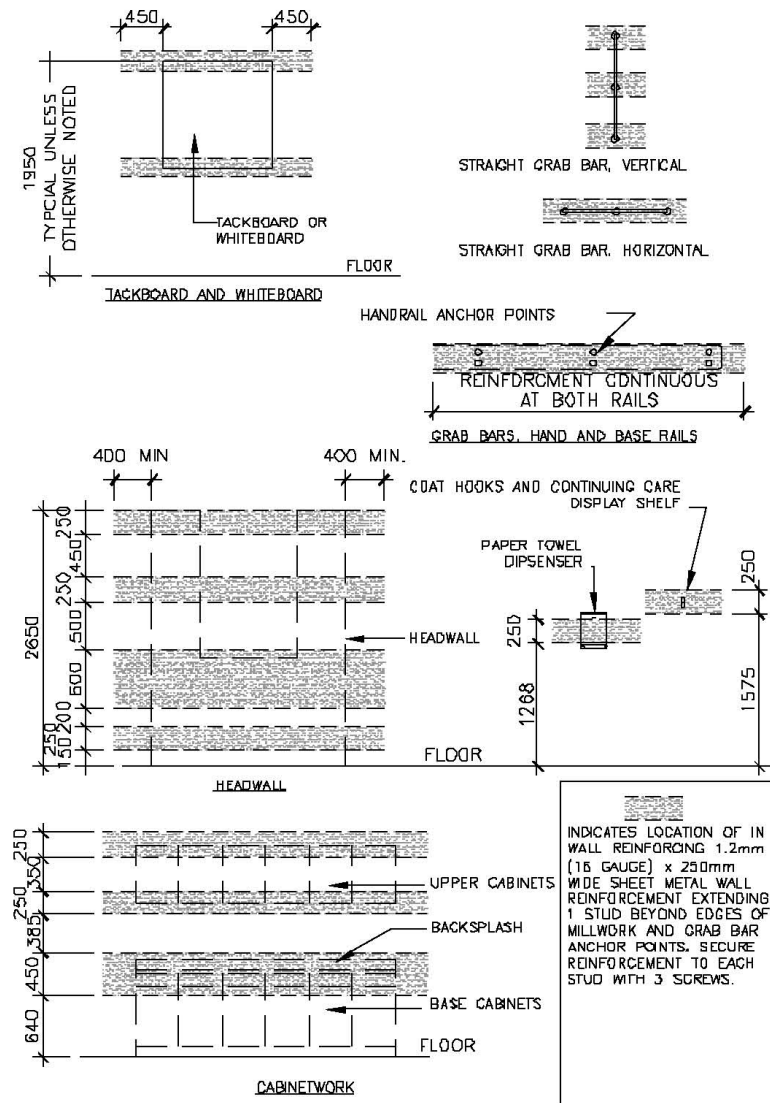 450
450
1950
TYPCIAL UNLESS
OTHERWISE NOTED
TACKBOARD OR
WHITEBOARD
FLOOR
TACKBOARD AND WHITEBOARD
STRAIGHT GRAB BAR, VERTICAL
STRAIGHT GRAB BAR, HORIZONTAL
HANDRAIL ANCHOR POINTS
REINFORCMENT CONTINUOUS
AT BOTH RAILS
GRAB BARS, HAND AND BASE RAILS
400 MIN
400 MIN.
2650
250
450
250
500
600
200
250
150
HEADWALL
FLOOR
HEADWALL
COAT HOOKS AND CONTINUING CARE
DISPLAY SHELF
PAPER TOWEL
DIPSENSER
250
1268
250
1575
250
350
250
385
450
640
UPPER CABINETS
BACKSPLASH
BASE CABINETS
FLOOR
CABINETWORK
INDICATES LOCATION OF IN
WALL REINFORCING 1.2mm
(16 GAUGE) x 250mm
WIDE SHEET METAL WALL
REINFORCEMENT EXTENDING
1 STUD BEYOND EDGES OF
MILLWORK AND GRAB BAR
ANCHOR POINTS. SECURE
REINFORCEMENT TO EACH
STUD WITH 3 SCREWS.